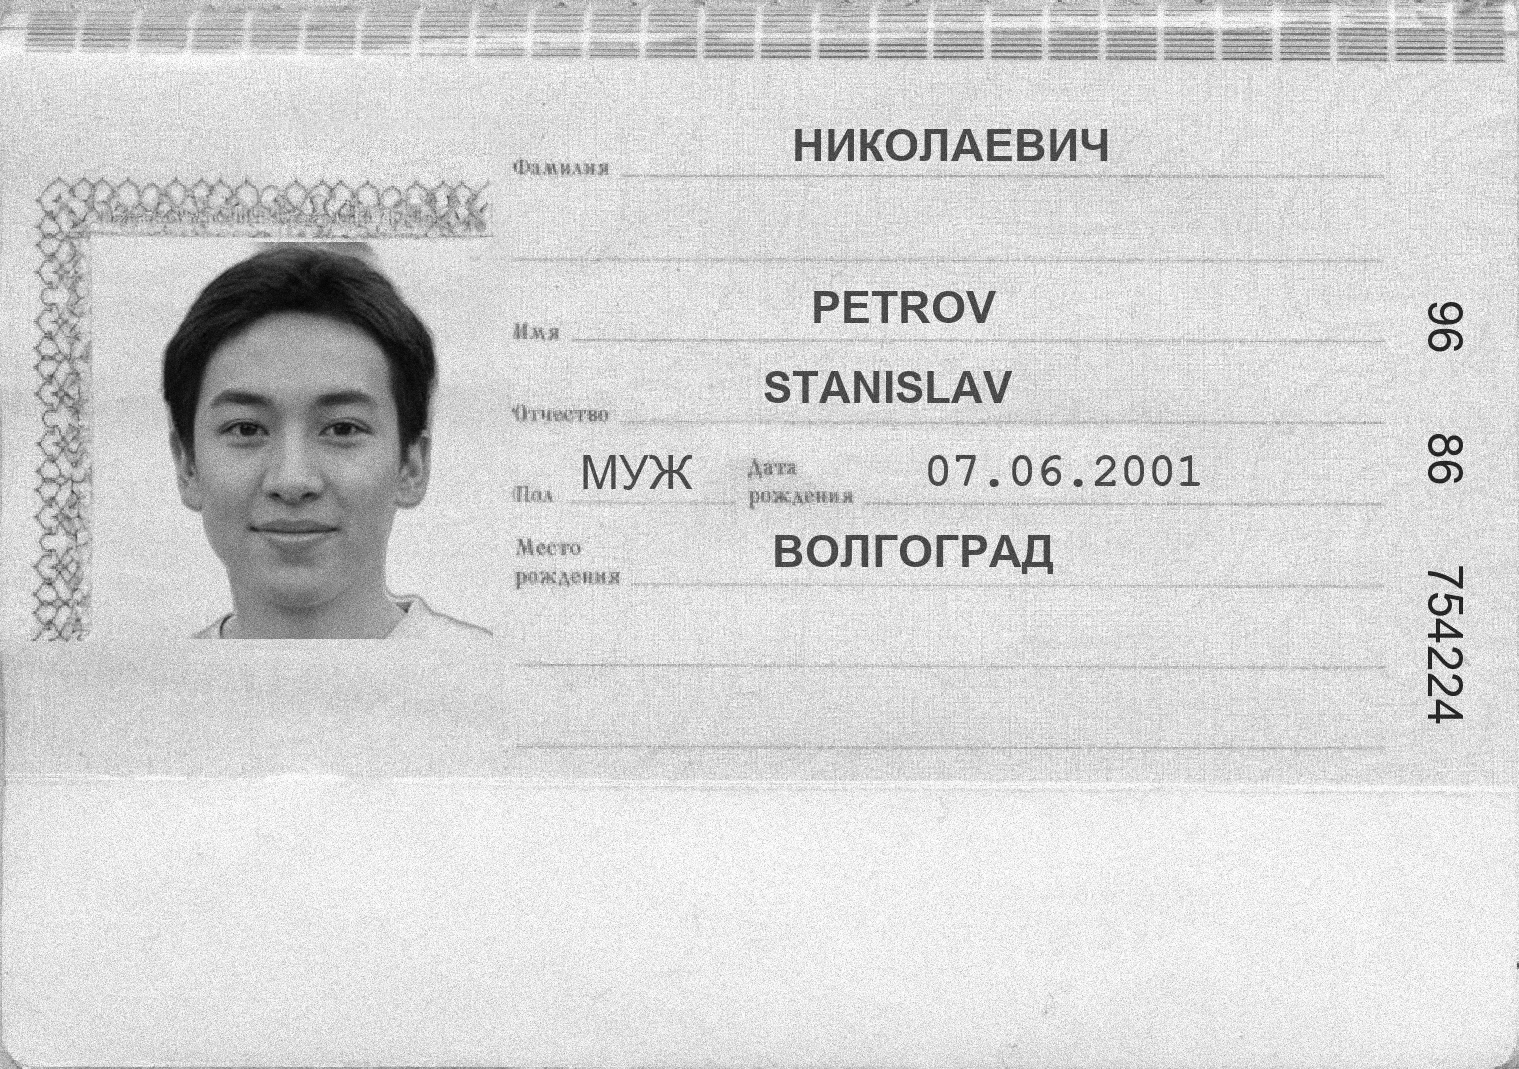 НИКОЛАЕВИЧ
Фамилия
PETROV
Имя
STANISLAV
Отчество
МУЖ 07.06.2001
Пол Дата рождения
ВОЛГОГРАД
Место рождения
96 86 754224